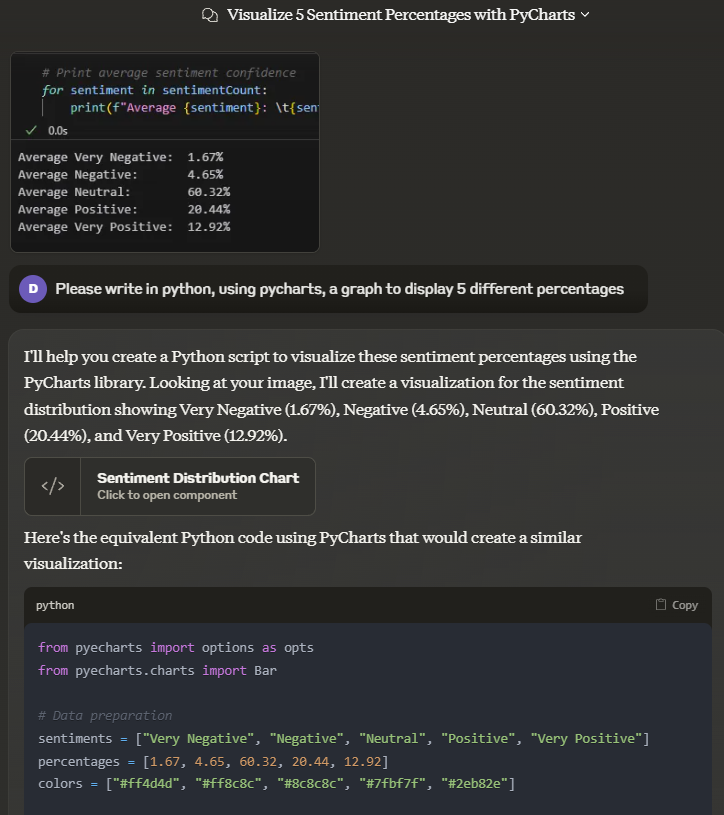 Visualize 5 Sentiment Percentages with PyCharts
# Print average sentiment confidence
for sentiment in sentimentCount:
print(f"Average {sentiment}: \t{sent
0.0s
Average Very Negative: 1.67%
Average Negative: 4.65%
Average Neutral: 60.32%
Average Positive: 20.44%
Average Very Positive: 12.92%
D
Please write in python, using pycharts, a graph to display 5 different percentages
I'll help you create a Python script to visualize these sentiment percentages using the
PyCharts library. Looking at your image, I'll create a visualization for the sentiment
distribution showing Very Negative (1.67%), Negative (4.65%), Neutral (60.32%), Positive
(20.44%), and Very Positive (12.92%).
</>
Sentiment Distribution Chart
Click to open component
Here's the equivalent Python code using PyCharts that would create a similar
visualization:
python
Copy
from pyecharts import options as opts
from pyecharts.charts import Bar
# Data preparation
sentiments = ["Very Negative", "Negative", "Neutral", "Positive", "Very Positive"]
percentages = [1.67, 4.65, 60.32, 20.44, 12.92]
colors = ["#ff4d4d", "#ff8c8c", "#8c8c8c", "#7fbf7f", "#2eb82e"]